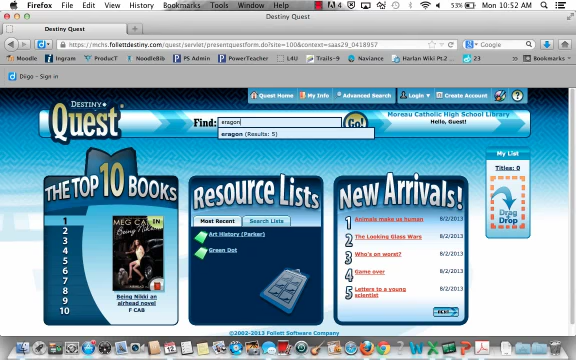 Firefox File Edit View History Bookmarks Tools Window Help
53% Mon 10:52 AM
Destiny Quest
Destiny Quest
https://mchs.follettdestiny.com/quest/servlet/presentquestform.do?site=100&context=saas29_0418957
Google
Moodle Ingram ProducT NoodleBib PS Admin PowerTeacher L4U Trails-9 Naviance Harlan Wiki Pt.2 Bookmarks
Diigo - Sign in
Quest Home My Info Advanced Search Login Create Account
DESTINY Quest
Find: eragon Go!
eragon (Results: 5)
Moreau Catholic High School Library
Hello, Guest!
My List
Titles: 0
Drag & Drop
THE TOP 10 BOOKS
1
2
3
4
5
6
7
8
9
10
MEG CA
IN
Being Nikki
Being Nikki an airhead novel
F CAB
Resource Lists
Most Recent Search Lists
Art History (Parker)
Green Dot
New Arrivals!
1 Animals make us human 8/2/2013
2 The Looking Glass Wars 8/2/2013
3 Who's on worst? 8/2/2013
4 Game over 8/2/2013
5 Letters to a young scientist 8/2/2013
©2002-2013 Follett Software Company